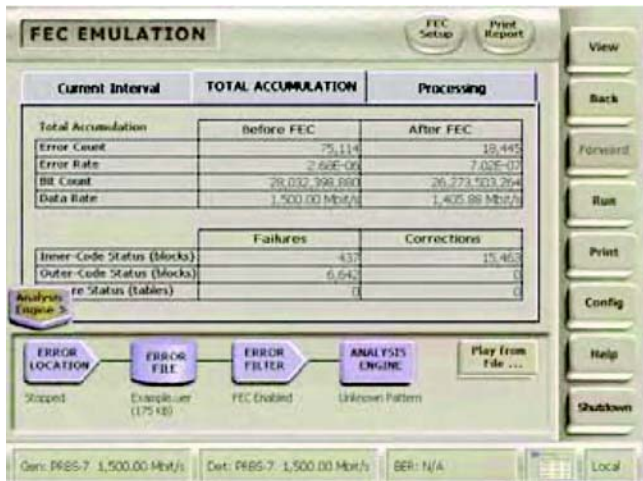 FEC EMULATION
FEC Setup
Print Report
View
Current Interval
TOTAL ACCUMULATION
Processing
Back
Total Accumulation
Before FEC
After FEC
Error Count
75,114
18,445
Forward
Error Rate
2.68E-06
7.02E-07
Bit Count
28,032,398,880
26,273,503,264
Data Rate
1,500.00 Mbit/s
1,405.88 Mbit/s
Run
Failures
Corrections
Print
Inner-Code Status (blocks)
437
15,463
Outer-Code Status (blocks)
6,642
0
re Status (tables)
0
0
Analysis Engine >
Config
ERROR LOCATION
ERROR FILE
ERROR FILTER
ANALYSIS ENGINE
Play from File ...
Help
Stopped
Example.uer (175 KB)
FEC Enabled
Unknown Pattern
Shutdown
Gen: PRBS-7 1,500.00 Mbit/s
Det: PRBS-7 1,500.00 Mbit/s
BER: N/A
Local